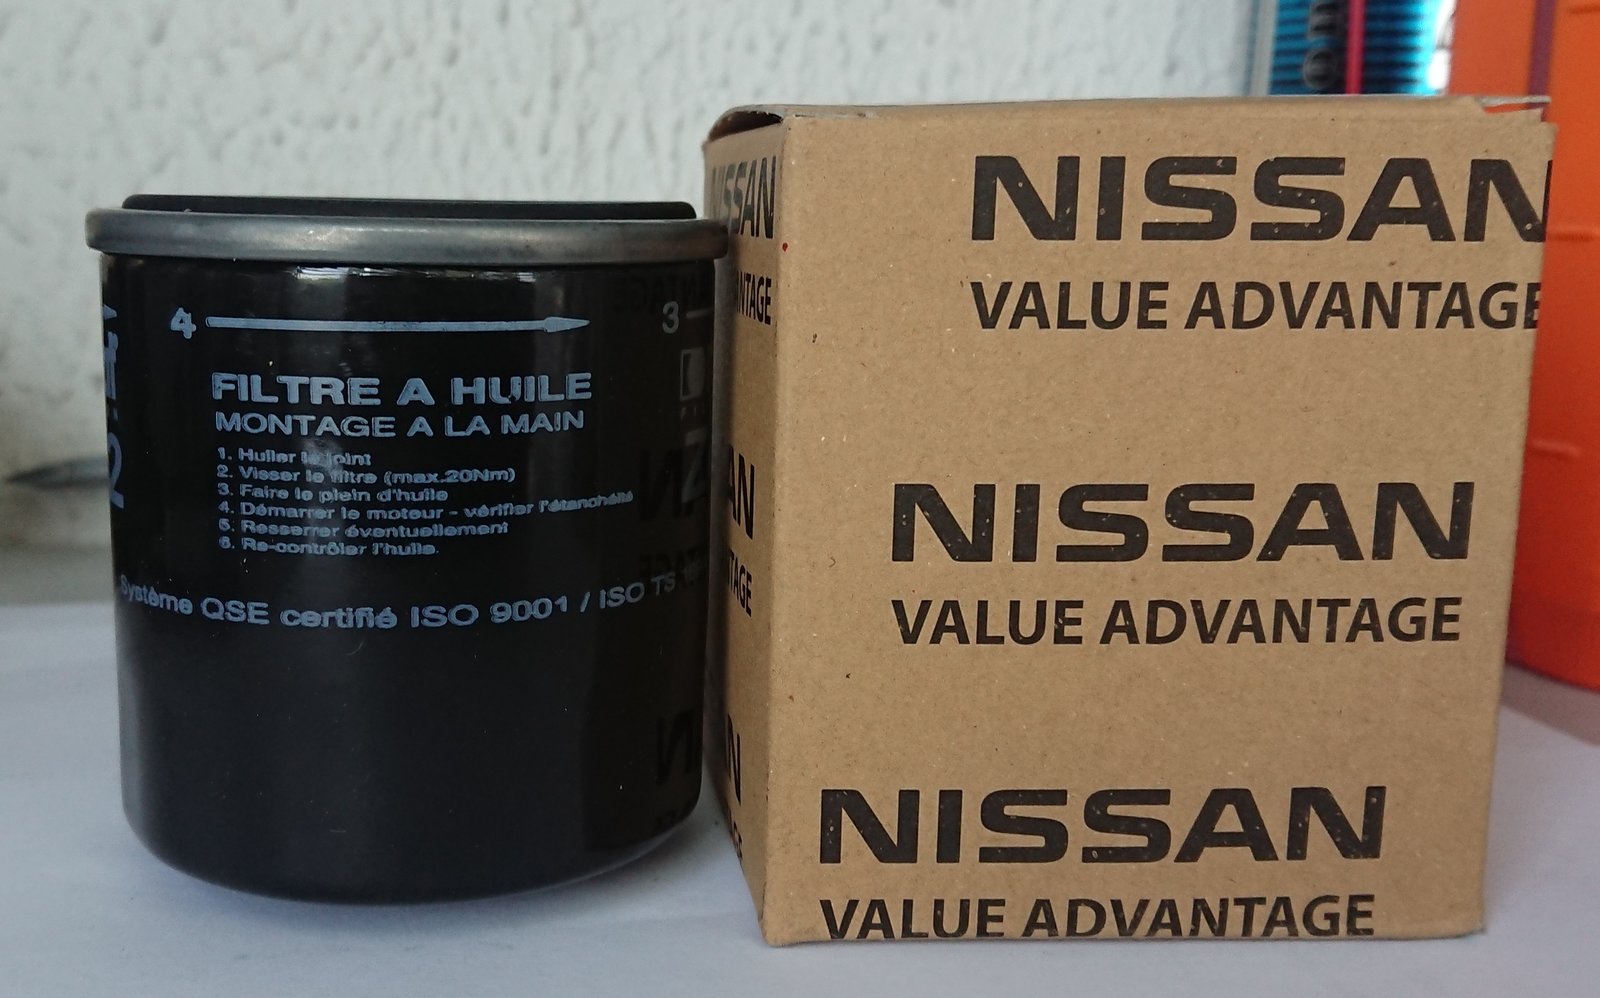 4
3
FILTRE A HUILE
MONTAGE A LA MAIN
1. Huiler le joint
2. Visser le filtre (max.20Nm)
3. Faire le plein d'huile
4. Démarrer le moteur - vérifier l'étanchéité
5. Resserrer éventuellement
6. Re-contrôler l'huile.
Système QSE certifié ISO 9001 / ISO TS
2
NISSAN
VALUE ADVANTAGE
NISSAN
VALUE ADVANTAGE
NISSAN
VALUE ADVANTAGE